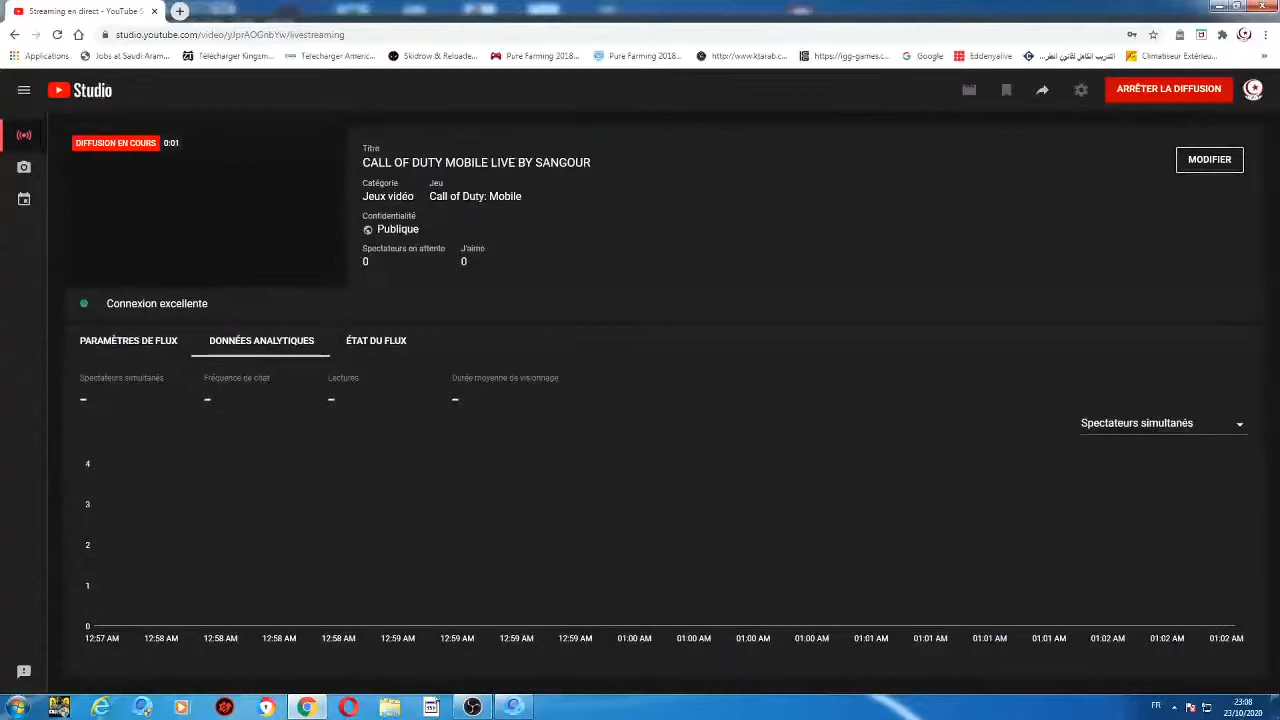 Streaming en direct - YouTube S
studio.youtube.com/video/yJprAOGnbYw/livestreaming
Applications Jobs at Saudi-Aram... Télécharger Kingsm... Telecharger Americ... Skidrow & Reloade... Pure Farming 2018... Pure Farming 2018... http://www.ktarab.c... https://igg-games.c... Google Eddenyalive التدريب الكامل لقانون الطر... Climatiseur Extérieu...
Studio
ARRÊTER LA DIFFUSION
DIFFUSION EN COURS 0:01
Titre
CALL OF DUTY MOBILE LIVE BY SANGOUR
MODIFIER
Catégorie Jeu
Jeux vidéo Call of Duty: Mobile
Confidentialité
Publique
Spectateurs en attente J'aime
0 0
Connexion excellente
PARAMÈTRES DE FLUX DONNÉES ANALYTIQUES ÉTAT DU FLUX
Spectateurs simultanés Fréquence de chat Lectures Durée moyenne de visionnage
– – – –
Spectateurs simultanés
4
3
2
1
0
12:57 AM 12:58 AM 12:58 AM 12:58 AM 12:58 AM 12:59 AM 12:59 AM 12:59 AM 12:59 AM 01:00 AM 01:00 AM 01:00 AM 01:00 AM 01:01 AM 01:01 AM 01:01 AM 01:01 AM 01:02 AM 01:02 AM 01:02 AM
FR 23:08
23/10/2020